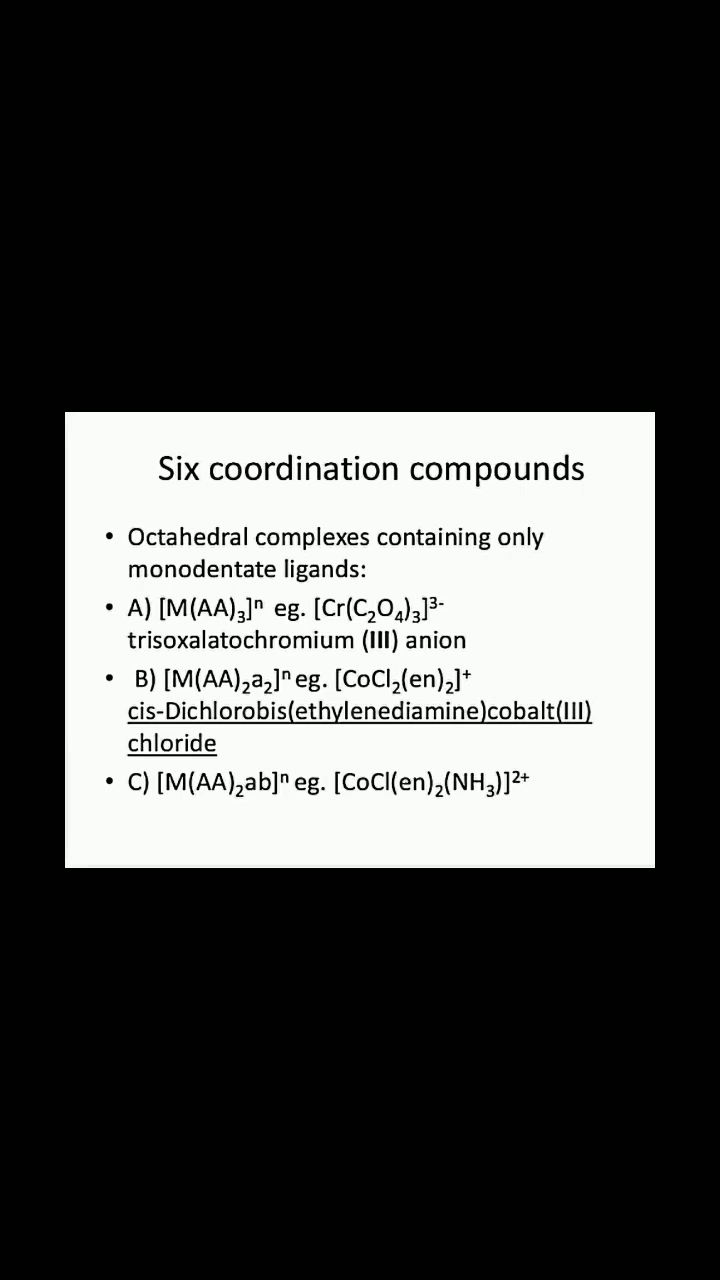 Six coordination compounds
• Octahedral complexes containing only
monodentate ligands:
• A) [M(AA)₃]ⁿ eg. [Cr(C₂O₄)₃]³⁻
trisoxalatochromium (III) anion
• B) [M(AA)₂a₂]ⁿ eg. [CoCl₂(en)₂]⁺
cis-Dichlorobis(ethylenediamine)cobalt(III)
chloride
• C) [M(AA)₂ab]ⁿ eg. [CoCl(en)₂(NH₃)]²⁺